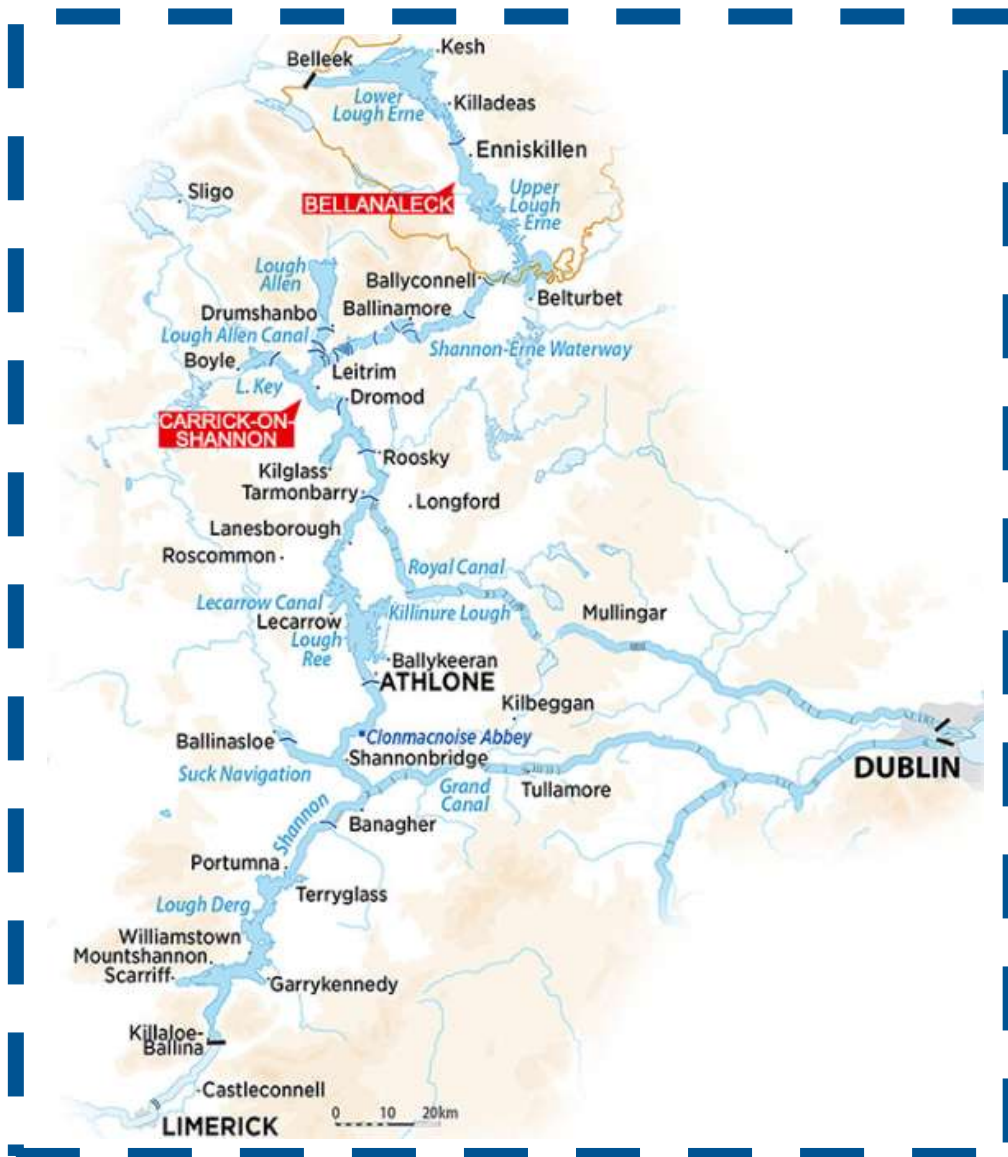 Kesh
Belleek
Lower
Lough Erne
Killadeas
Enniskillen
Sligo
BELLANALECK
Upper
Lough
Erne
Lough
Allen
Ballyconnell
Belturbet
Drumshanbo
Ballinamore
Lough Allen Canal
Shannon-Erne Waterway
Boyle
Leitrim
L. Key
Dromod
CARRICK-ON-
SHANNON
Roosky
Kilglass
Tarmonbarry
Longford
Lanesborough
Roscommon
Royal Canal
Lecarrow Canal
Killinure Lough
Mullingar
Lecarrow
Lough
Ree
Ballykeeran
ATHLONE
Kilbeggan
Ballinasloe
Clonmacnoise Abbey
Shannonbridge
Suck Navigation
Grand
Canal
Tullamore
DUBLIN
Shannon
Banagher
Portumna
Terryglass
Lough Derg
Williamstown
Mountshannon
Scarriff
Garrykennedy
Killaloe-
Ballina
Castleconnell
LIMERICK
0 10 20km